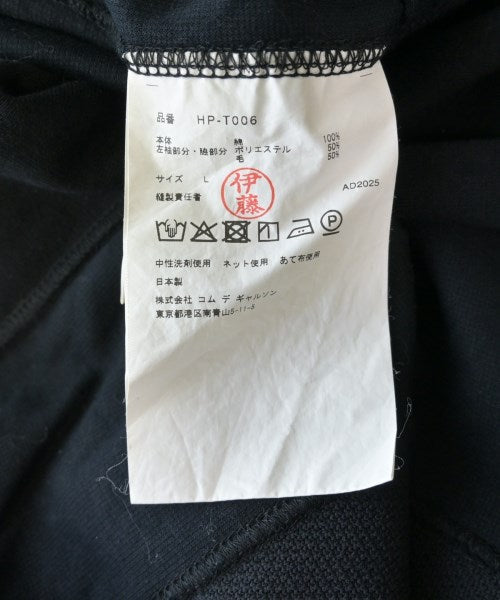 品番 HP-T006
本体 綿 100%
左袖部分・脇部分 ポリエステル 50%
毛 50%
サイズ L
伊藤
縫製責任者
AD2025
中性洗剤使用 ネット使用 あて布使用
日本製
株式会社 コム デ ギャルソン
東京都港区南青山5-11-5